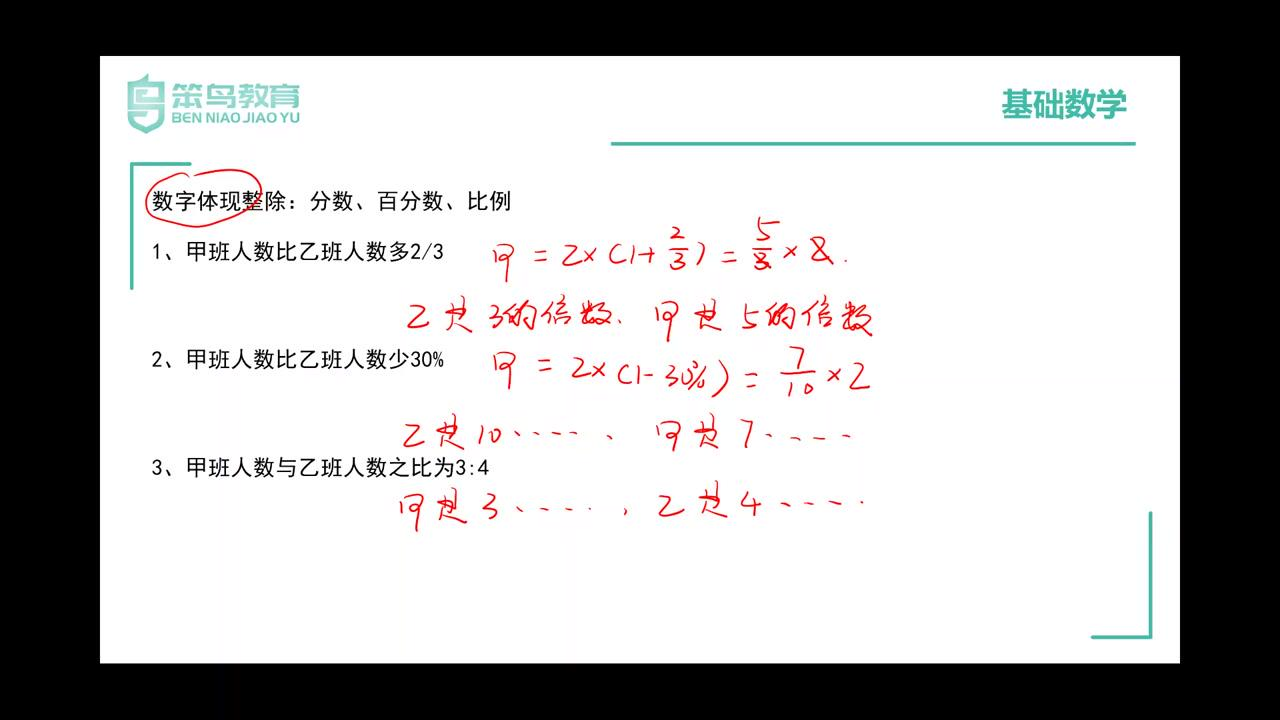 笨鸟教育
BEN NIAO JIAO YU
基础数学
数字体现整除：分数、百分数、比例
1、甲班人数比乙班人数多2/3
甲 = 乙×(1+2/3) = 5/3 × 乙.
乙是3的倍数、甲是5的倍数
2、甲班人数比乙班人数少30%
甲 = 乙×(1-30%) = 7/10 ×乙
乙是10·····、甲是7·····
3、甲班人数与乙班人数之比为3:4
甲是3·····, 乙是4·····